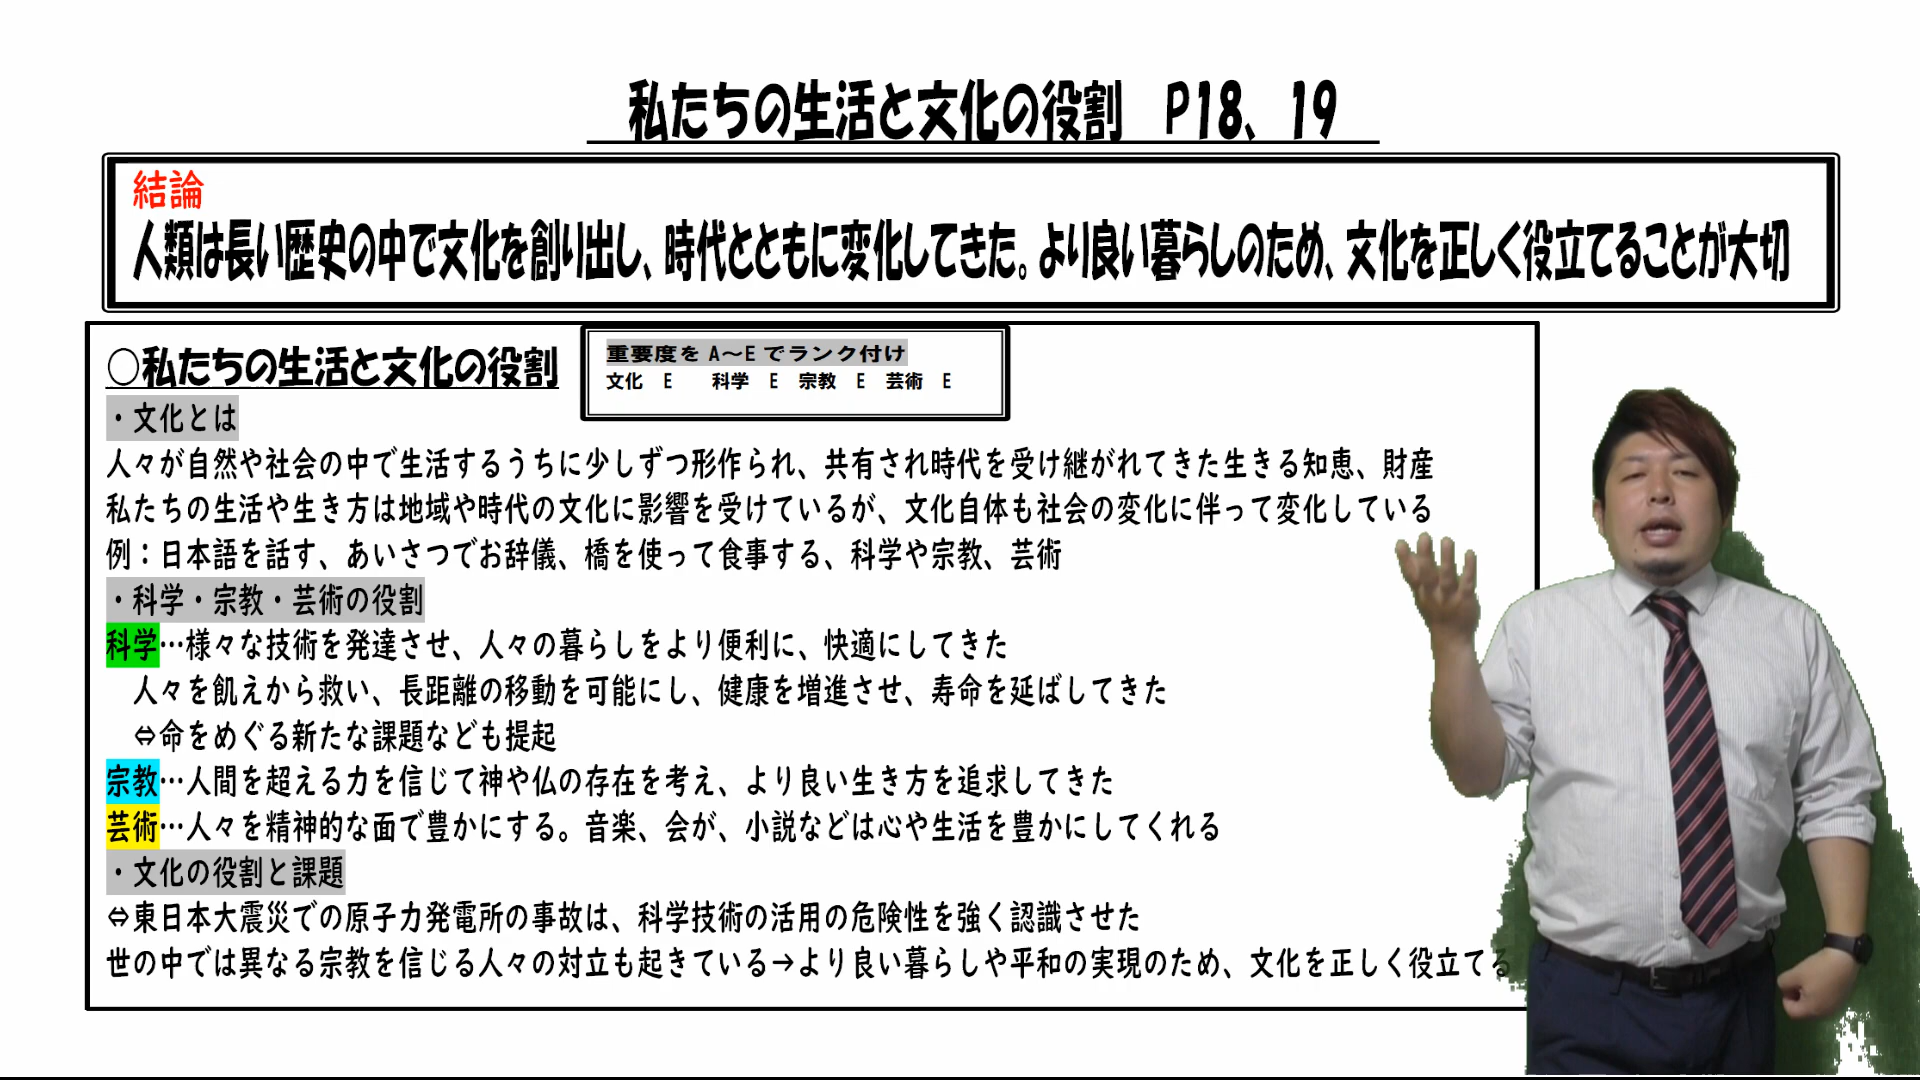 私たちの生活と文化の役割　P18、19
結論
人類は長い歴史の中で文化を創り出し、時代とともに変化してきた。より良い暮らしのため、文化を正しく役立てることが大切
○私たちの生活と文化の役割
重要度を A～E でランク付け
文化　E　　科学　E　宗教　E　芸術　E
・文化とは
人々が自然や社会の中で生活するうちに少しずつ形作られ、共有され時代を受け継がれてきた生きる知恵、財産
私たちの生活や生き方は地域や時代の文化に影響を受けているが、文化自体も社会の変化に伴って変化している
例：日本語を話す、あいさつでお辞儀、橋を使って食事する、科学や宗教、芸術
・科学・宗教・芸術の役割
科学…様々な技術を発達させ、人々の暮らしをより便利に、快適にしてきた
人々を飢えから救い、長距離の移動を可能にし、健康を増進させ、寿命を延ばしてきた
⇔命をめぐる新たな課題なども提起
宗教…人間を超える力を信じて神や仏の存在を考え、より良い生き方を追求してきた
芸術…人々を精神的な面で豊かにする。音楽、会が、小説などは心や生活を豊かにしてくれる
・文化の役割と課題
⇔東日本大震災での原子力発電所の事故は、科学技術の活用の危険性を強く認識させた
世の中では異なる宗教を信じる人々の対立も起きている→より良い暮らしや平和の実現のため、文化を正しく役立てる